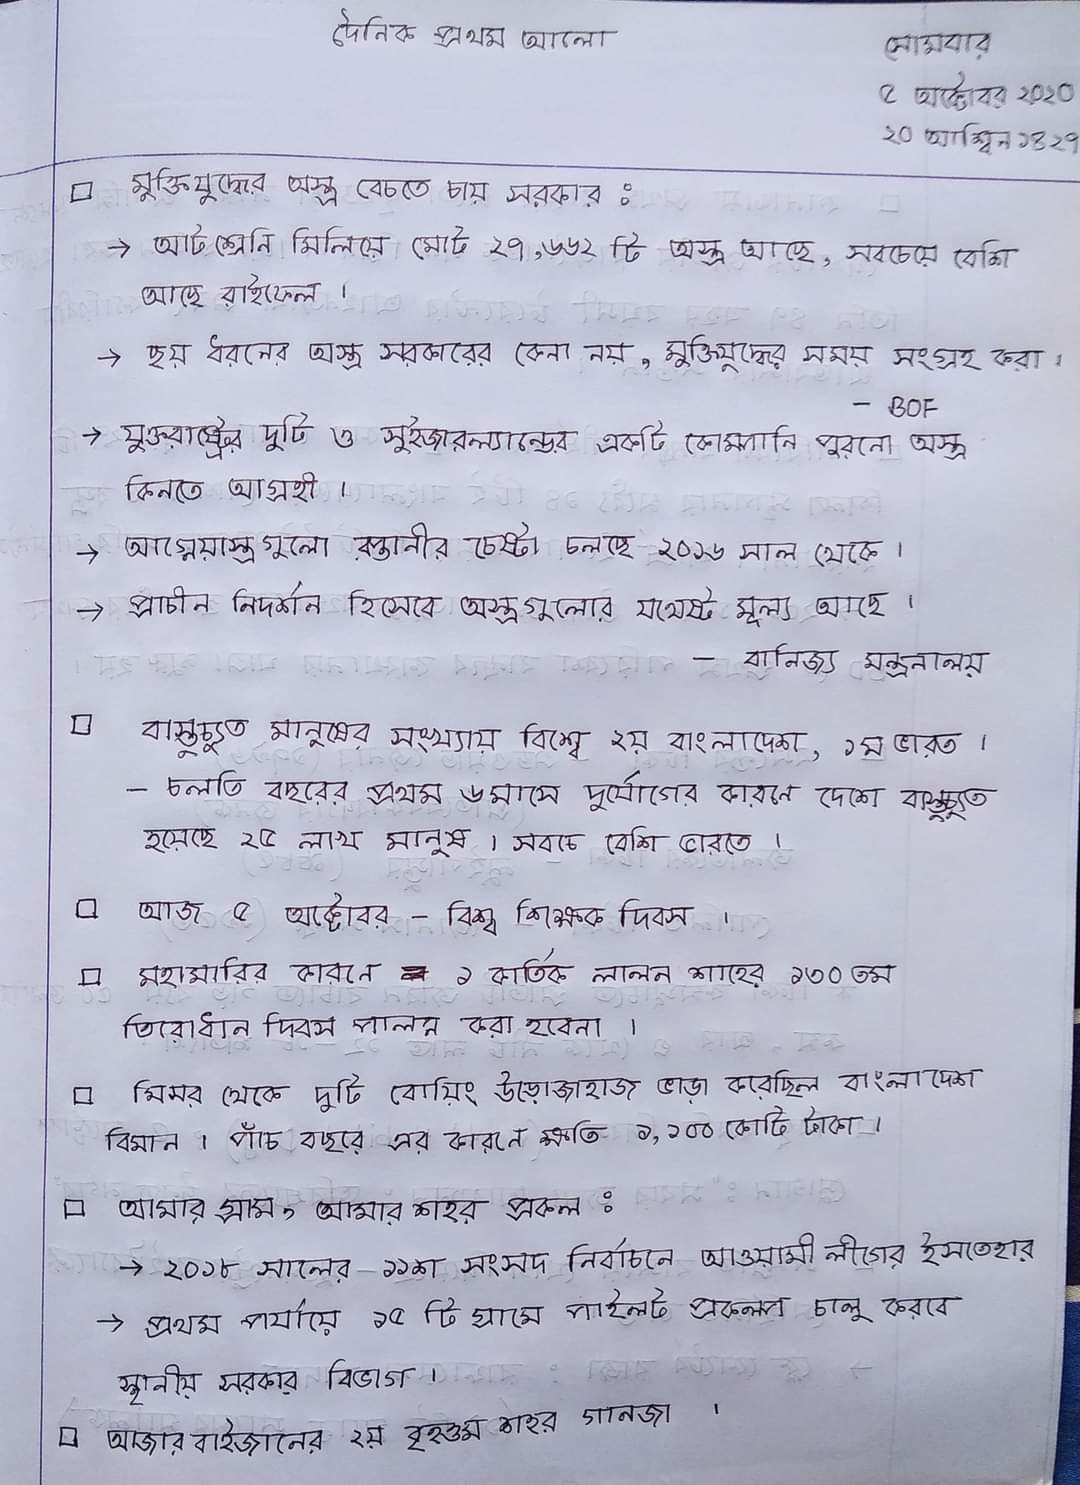 দৈনিক প্রথম আলো
সোমবার
৫ অক্টোবর ২০২০
২০ আশ্বিন ১৪২৭
□ মুক্তিযুদ্ধের অস্ত্র বেচতে চায় সরকার ঃ
→ আটশ্রেনি মিলিয়ে মোট ২৭,৬৬২ টি অস্ত্র আছে, সবচেয়ে বেশি
আছে রাইফেল ।
→ ছয় ধরনের অস্ত্র সরকারের কেনা নয়, মুক্তিযুদ্ধের সময় সংগ্রহ করা ।
– BOF
→ যুক্তরাষ্ট্রের দুটি ও সুইজারল্যান্ডের একটি কোম্পানি পুরনো অস্ত্র
কিনতে আগ্রহী ।
→ আগ্নেয়াস্ত্রগুলো রপ্তানীর চেষ্টা চলছে ২০১৬ সাল থেকে ।
→ প্রাচীন নিদর্শন হিসেবে অস্ত্রগুলোর যথেষ্ট মূল্য আছে ।
– বানিজ্য মন্ত্রনালয়
□ বাস্তুচ্যুত মানুষের সংখ্যায় বিশ্বে ২য় বাংলাদেশ, ১ম ভারত ।
– চলতি বছরের প্রথম ৬মাসে দুর্যোগের কারনে দেশে বাস্তুচ্যুত
হয়েছে ২৫ লাখ মানুষ । সবচে বেশি ভারতে ।
□ আজ ৫ অক্টোবর – বিশ্ব শিক্ষক দিবস ।
□ মহামারির কারনে ১ কার্তিক লালন শাহের ১৩০তম
তিরোধান দিবস পালন করা হবেনা ।
□ মিসর থেকে দুটি বোয়িং উড়োজাহাজ ভাড়া করেছিল বাংলাদেশ
বিমান । পাঁচ বছরে এর কারনে ক্ষতি ১,১০০ কোটি টাকা ।
□ আমার গ্রাম, আমার শহর প্রকল্প ঃ
→ ২০১৮ সালের ১১শ সংসদ নির্বাচনে আওয়ামী লীগের ইসতেহার
→ প্রথম পর্যায়ে ১৫ টি গ্রামে পাইলট প্রকল্প চালু করবে
স্থানীয় সরকার বিভাগ ।
□ আজারবাইজানের ২য় বৃহত্তম শহর গানজা ।